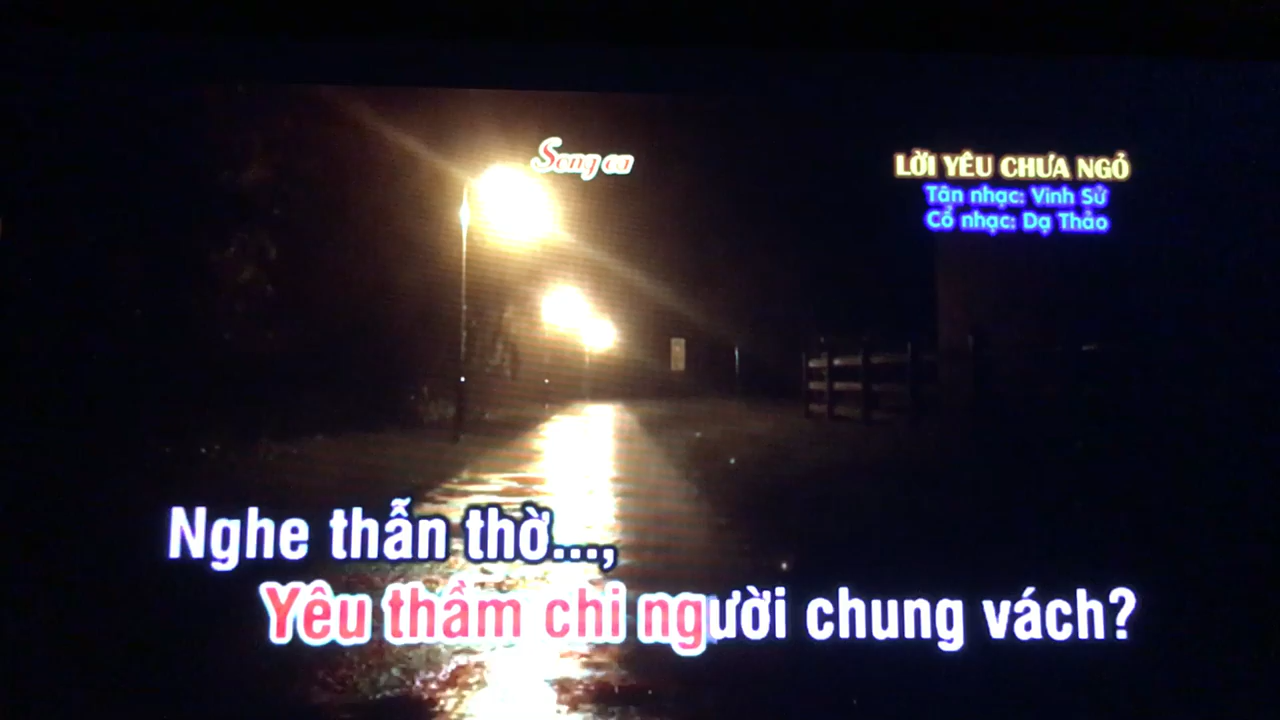 Song ca
LỜI YÊU CHƯA NGỎ
Tân nhạc: Vinh Sử
Cổ nhạc: Dạ Thảo
Nghe thẫn thờ...,
Yêu thầm chi người chung vách?